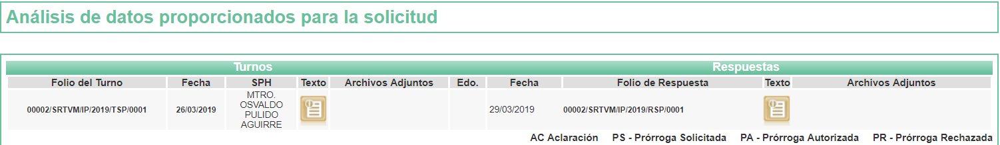 Análisis de datos proporcionados para la solicitud
Turnos Respuestas
Folio del Turno Fecha SPH Texto Archivos Adjuntos Edo. Fecha Folio de Respuesta Texto Archivos Adjuntos
00002/SRTVM/IP/2019/TSP/0001 26/03/2019 MTRO. OSVALDO PULIDO AGUIRRE 29/03/2019 00002/SRTVM/IP/2019/RSP/0001
AC Aclaración PS - Prórroga Solicitada PA - Prórroga Autorizada PR - Prórroga Rechazada